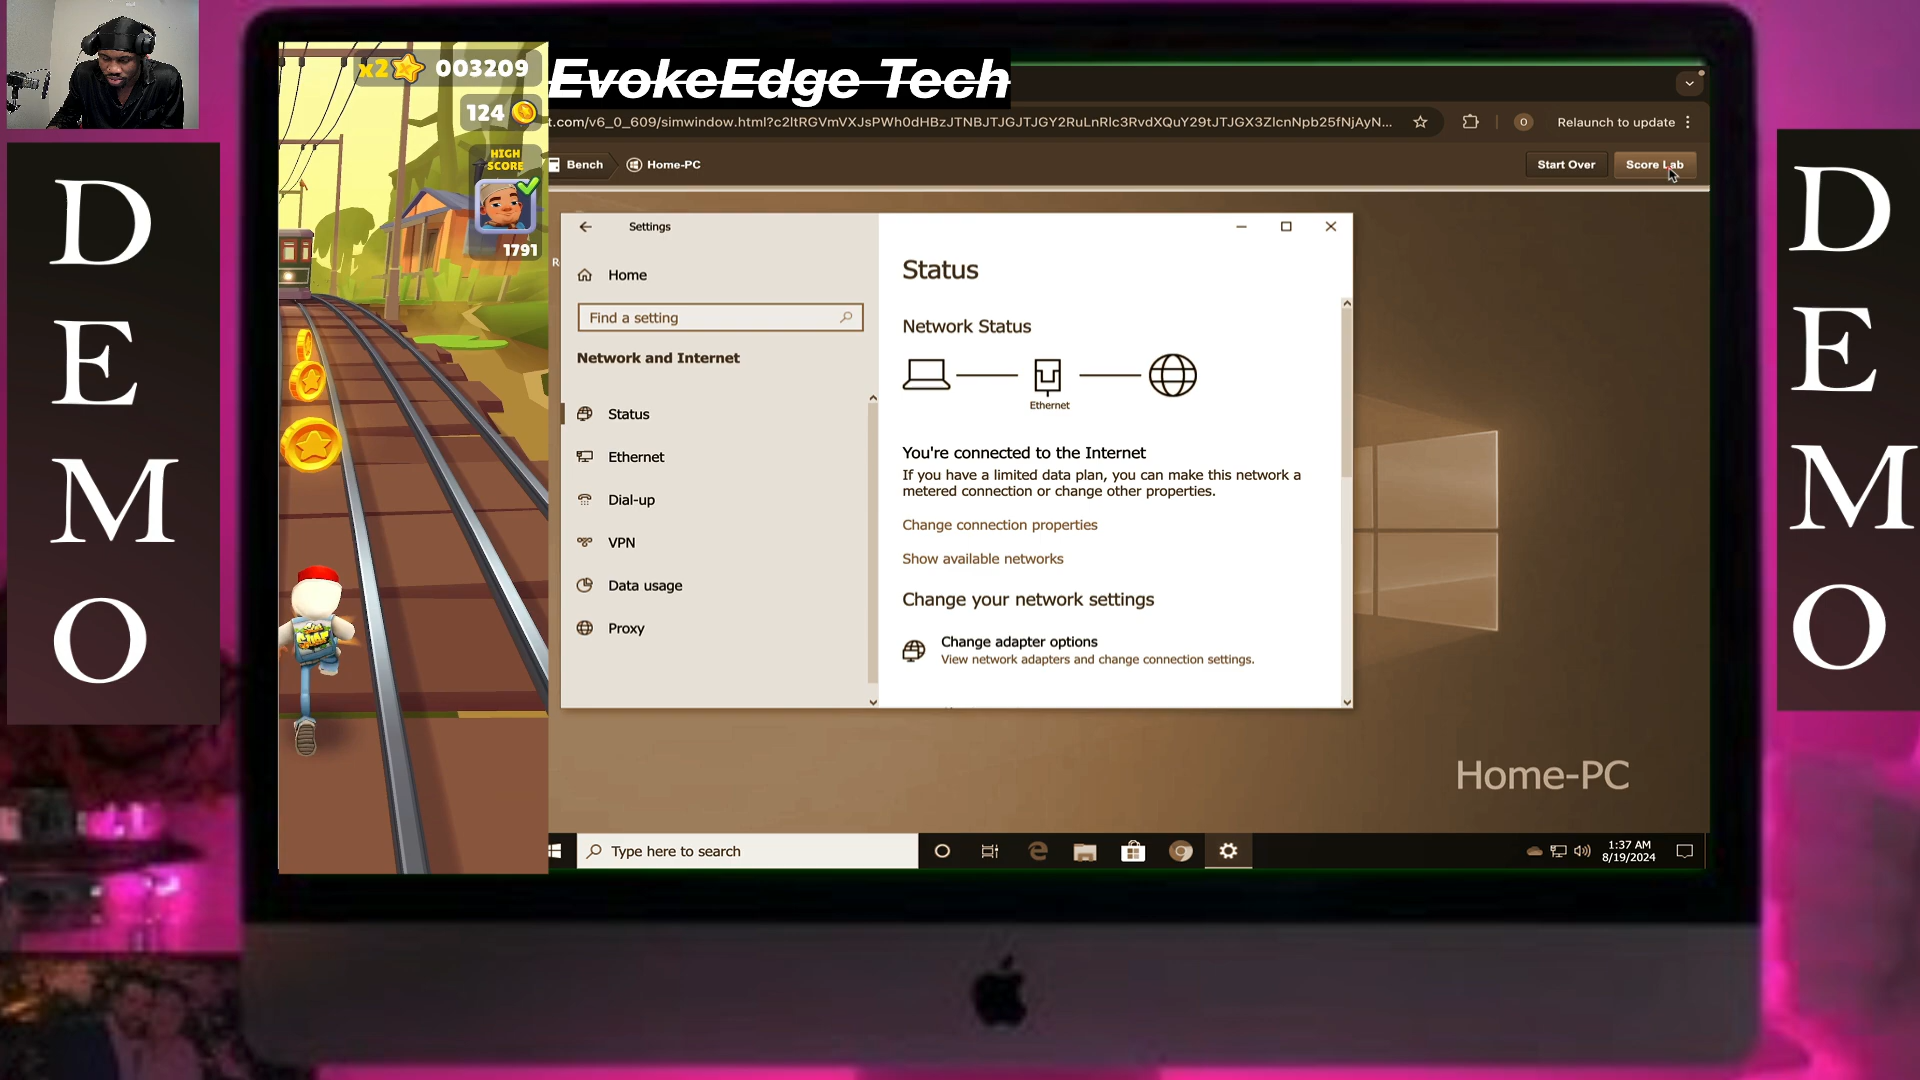 D
E
M
O
x2 003209
124
HIGH
SCORE
1791
EvokeEdge Tech
t.com/v6_0_609/simwindow.html?c2ltRGVmVXJsPWh0dHBzJTNBJTJGJTJGY2RuLnRlc3RvdXQuY29tJTJGX3ZlcnNpb25fNjAyN...
Relaunch to update
Bench
Home-PC
Start Over
Score Lab
Settings
Home
Find a setting
Network and Internet
Status
Ethernet
Dial-up
VPN
Data usage
Proxy
Status
Network Status
Ethernet
You're connected to the Internet
If you have a limited data plan, you can make this network a
metered connection or change other properties.
Change connection properties
Show available networks
Change your network settings
Change adapter options
View network adapters and change connection settings.
Home-PC
Type here to search
1:37 AM
8/19/2024
D
E
M
O